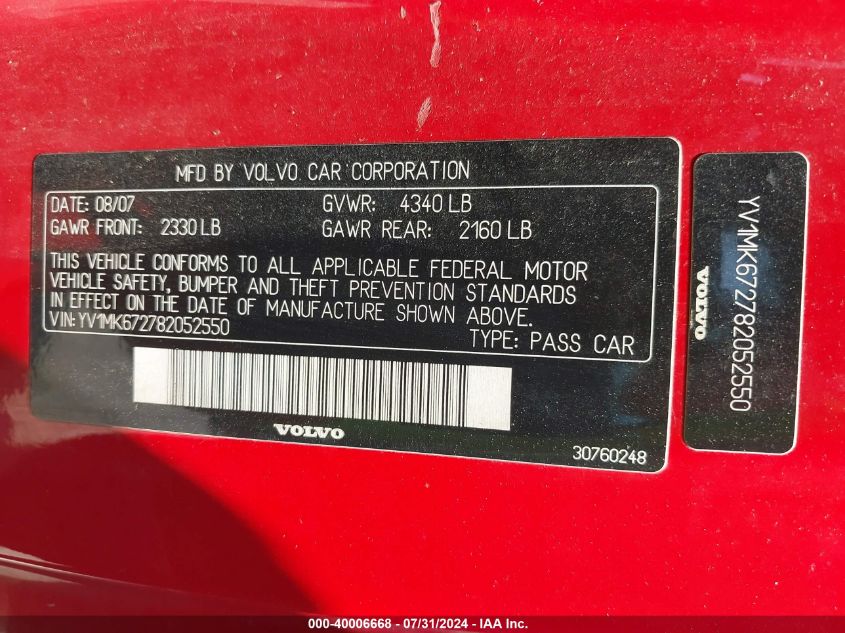 MFD BY VOLVO CAR CORPORATION
DATE: 08/07 GVWR: 4340 LB
GAWR FRONT: 2330 LB GAWR REAR: 2160 LB
THIS VEHICLE CONFORMS TO ALL APPLICABLE FEDERAL MOTOR
VEHICLE SAFETY, BUMPER AND THEFT PREVENTION STANDARDS
IN EFFECT ON THE DATE OF MANUFACTURE SHOWN ABOVE.
VIN: YV1MK672782052550
TYPE: PASS CAR
VOLVO
30760248
YV1MK672782052550
VOLVO
000-40006668 - 07/31/2024 - IAA Inc.